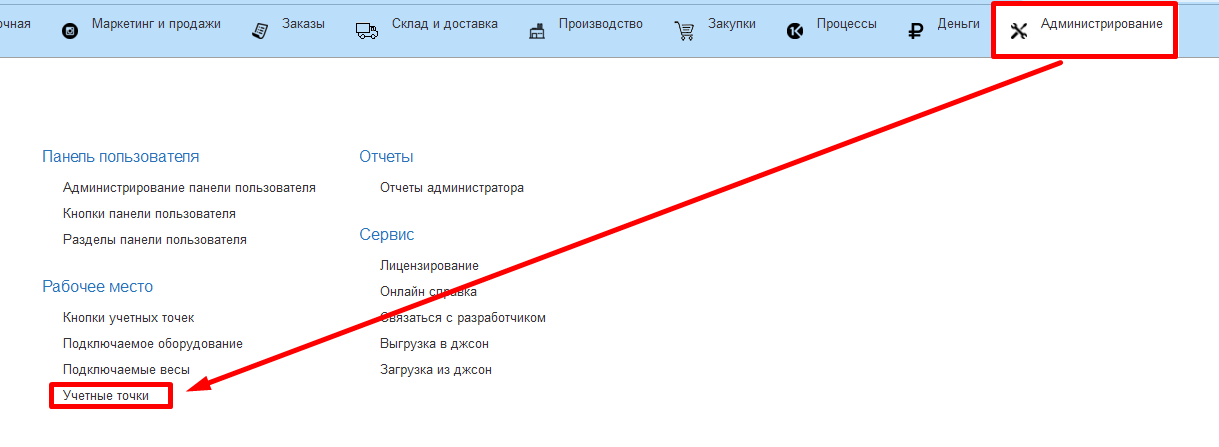 очная Маркетинг и продажи Заказы Склад и доставка Производство Закупки 1К Процессы Деньги Администрирование
Панель пользователя
Администрирование панели пользователя
Кнопки панели пользователя
Разделы панели пользователя
Рабочее место
Кнопки учетных точек
Подключаемое оборудование
Подключаемые весы
Учетные точки
Отчеты
Отчеты администратора
Сервис
Лицензирование
Онлайн справка
Связаться с разработчиком
Выгрузка в джсон
Загрузка из джсон